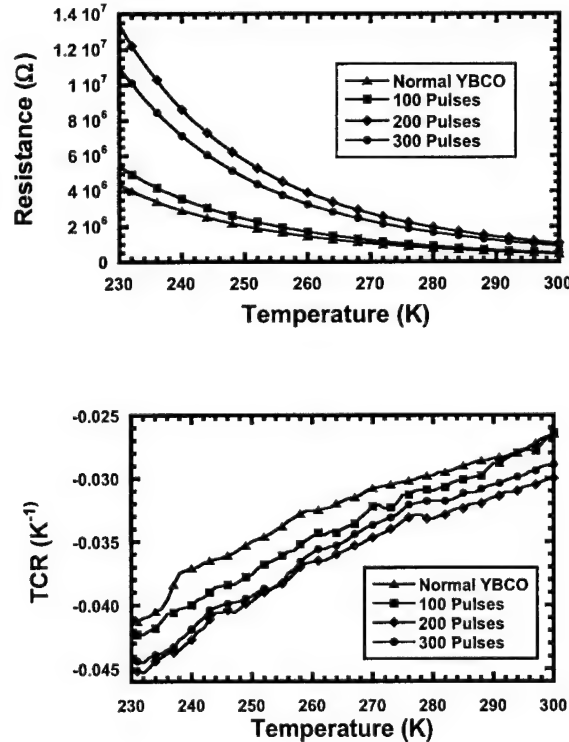 1.4 10⁷
1.2 10⁷
1 10⁷
8 10⁶
6 10⁶
4 10⁶
2 10⁶
0
Resistance (Ω)
Normal YBCO
100 Pulses
200 Pulses
300 Pulses
230 240 250 260 270 280 290 300
Temperature (K)
-0.025
-0.030
-0.035
-0.040
-0.045
TCR (K⁻¹)
Normal YBCO
100 Pulses
200 Pulses
300 Pulses
230 240 250 260 270 280 290 300
Temperature (K)